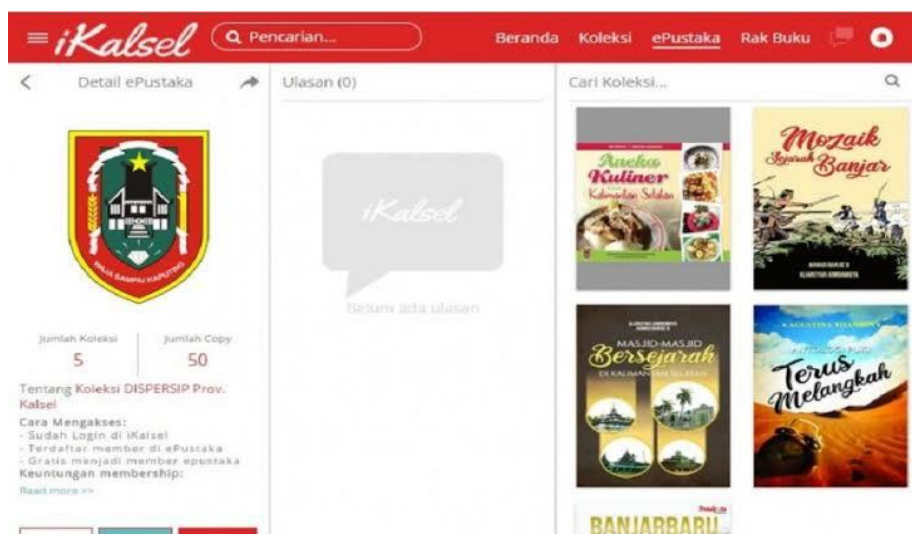 iKalsel
Pencarian...
Beranda Koleksi ePustaka Rak Buku
Detail ePustaka
WAJA SAMPAI KAPUTING
Jumlah Koleksi Jumlah Copy
5 50
Tentang Koleksi DISPERSIP Prov.
Kalsel
Cara Mengakses:
- Sudah Login di iKalsel
- Terdaftar member di ePustaka
- Gratis menjadi member epustaka
Keuntungan membership:
Read more >>
Ulasan (0)
iKalsel
Belum ada ulasan
Cari Koleksi...
Aneka
Kuliner
Kalimantan Selatan
Mozaik
Sejarah Banjar
MASJID-MASJID
Bersejarah
DI KALIMANTAN SELATAN
Terus
Melangkah
BANJARBARU